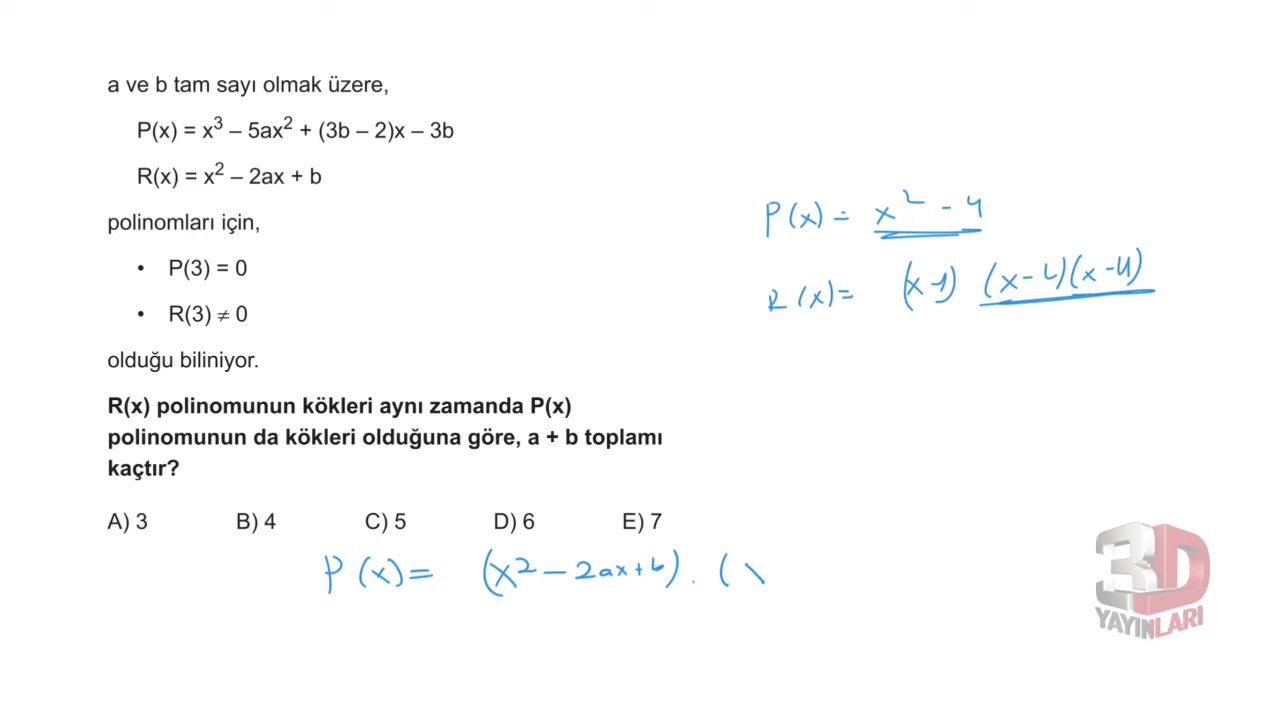 a ve b tam sayı olmak üzere,
P(x) = x³ – 5ax² + (3b – 2)x – 3b
R(x) = x² – 2ax + b
polinomları için,
• P(3) = 0
• R(3) ≠ 0
olduğu biliniyor.
R(x) polinomunun kökleri aynı zamanda P(x)
polinomunun da kökleri olduğuna göre, a + b toplamı
kaçtır?
A) 3 B) 4 C) 5 D) 6 E) 7
P(x) = (x² – 2ax + b) . (
P(x) = x² – 4
R(x) = (x – 1)
3D
YAYINLARI